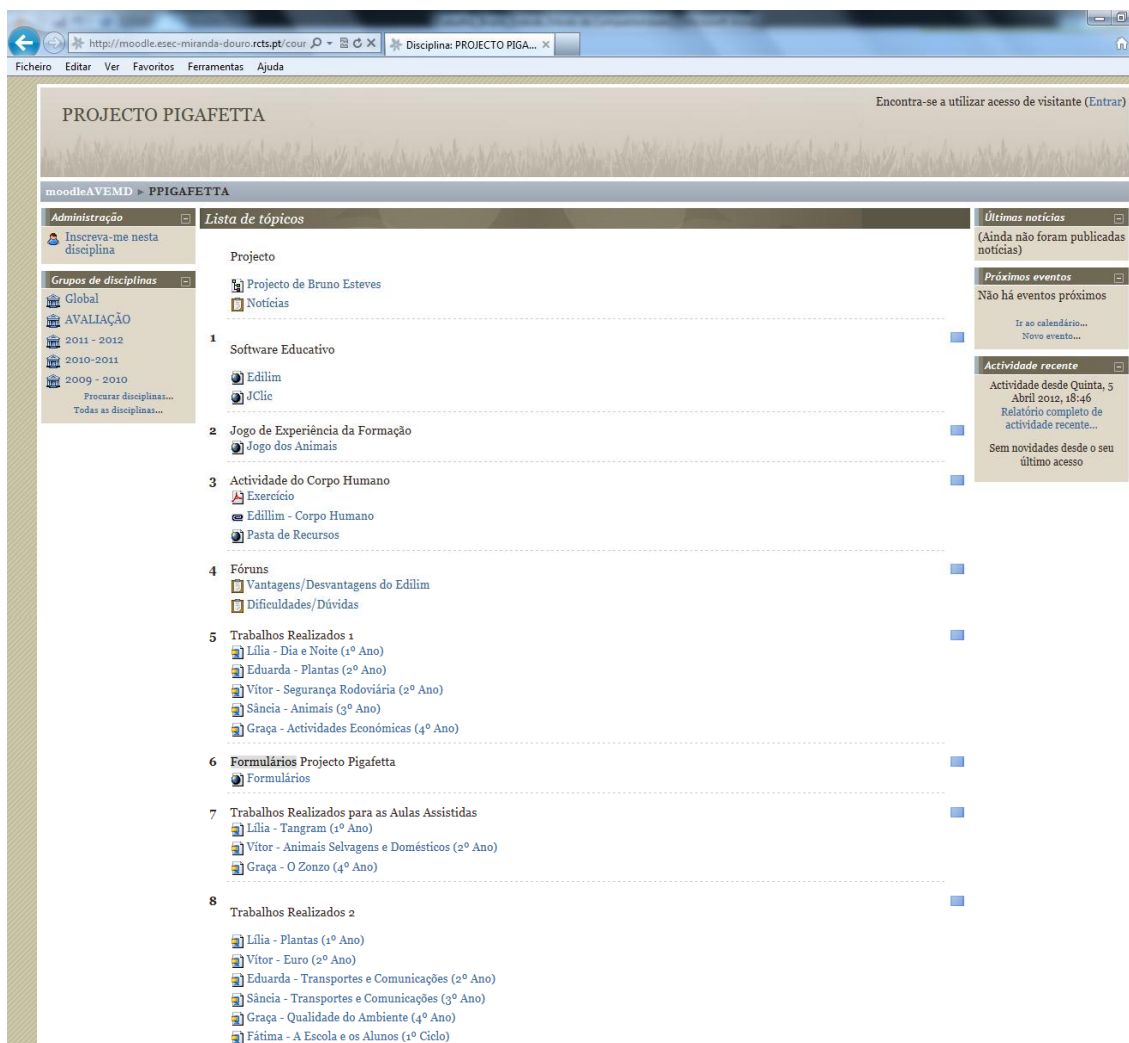 http://moodle.esec-miranda-douro.rcts.pt/cour
Disciplina: PROJECTO PIGA...
Ficheiro Editar Ver Favoritos Ferramentas Ajuda
PROJECTO PIGAFETTA
Encontra-se a utilizar acesso de visitante (Entrar)
moodleAVEMD ► PPIGAFETTA
Administração
Inscreva-me nesta
disciplina
Grupos de disciplinas
Global
AVALIAÇÃO
2011 - 2012
2010-2011
2009 - 2010
Procurar disciplinas...
Todas as disciplinas...
Lista de tópicos
Projecto
Projecto de Bruno Esteves
Notícias
1
Software Educativo
Edilim
JClic
2 Jogo de Experiência da Formação
Jogo dos Animais
3 Actividade do Corpo Humano
Exercício
Edillim - Corpo Humano
Pasta de Recursos
4 Fóruns
Vantagens/Desvantagens do Edilim
Dificuldades/Dúvidas
5 Trabalhos Realizados 1
Lília - Dia e Noite (1º Ano)
Eduarda - Plantas (2º Ano)
Vítor - Segurança Rodoviária (2º Ano)
Sância - Animais (3º Ano)
Graça - Actividades Económicas (4º Ano)
6 Formulários Projecto Pigafetta
Formulários
7 Trabalhos Realizados para as Aulas Assistidas
Lília - Tangram (1º Ano)
Vítor - Animais Selvagens e Domésticos (2º Ano)
Graça - O Zonzo (4º Ano)
8
Trabalhos Realizados 2
Lília - Plantas (1º Ano)
Vítor - Euro (2º Ano)
Eduarda - Transportes e Comunicações (2º Ano)
Sância - Transportes e Comunicações (3º Ano)
Graça - Qualidade do Ambiente (4º Ano)
Fátima - A Escola e os Alunos (1º Ciclo)
Últimas notícias
(Ainda não foram publicadas
notícias)
Próximos eventos
Não há eventos próximos
Ir ao calendário...
Novo evento...
Actividade recente
Actividade desde Quinta, 5
Abril 2012, 18:46
Relatório completo de
actividade recente...
Sem novidades desde o seu
último acesso